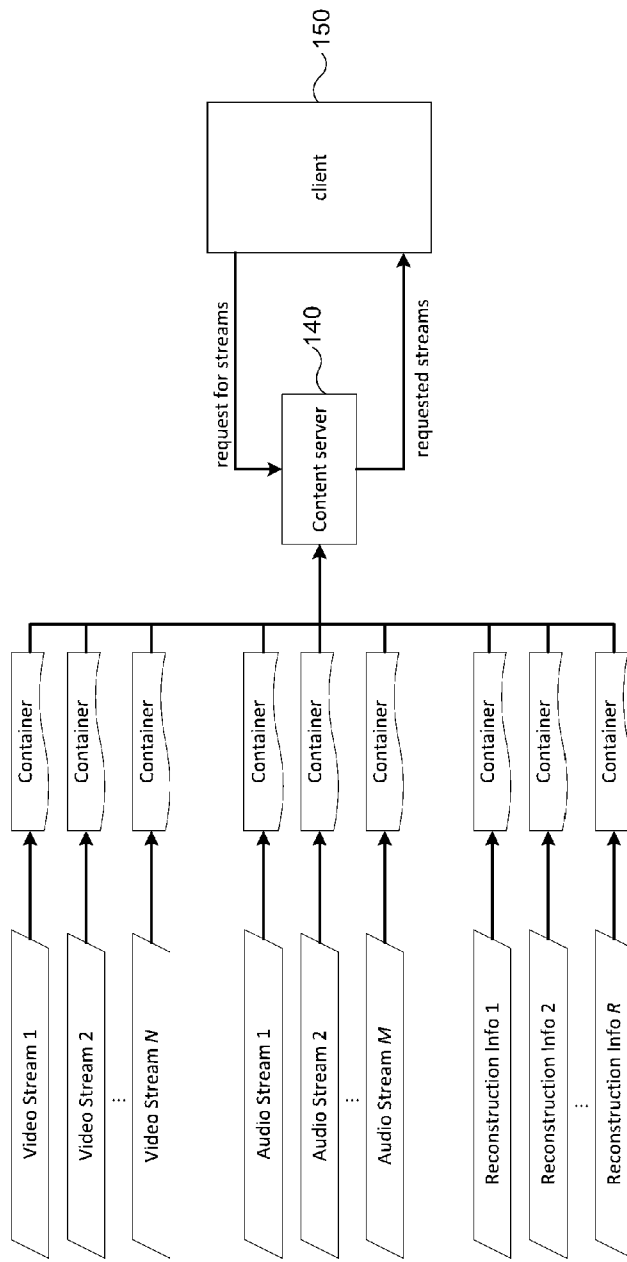 Video Stream 1
Container
Video Stream 2
Container
⋮
Video Stream N
Container
Audio Stream 1
Container
Audio Stream 2
Container
⋮
Audio Stream M
Container
Reconstruction Info 1
Container
Reconstruction Info 2
Container
⋮
Reconstruction Info R
Container
Content server
140
request for streams
requested streams
client
150